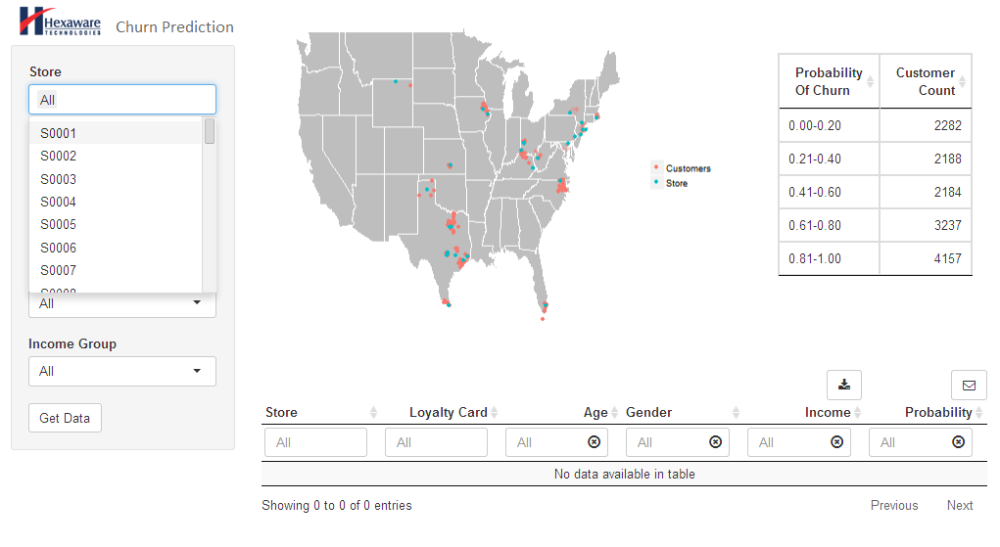 Hexaware
TECHNOLOGIES
Churn Prediction
Store
All
S0001
S0002
S0003
S0004
S0005
S0006
S0007
S0008
All
Income Group
All
Get Data
Customers
Store
Probability Of Churn
Customer Count
0.00-0.20 2282
0.21-0.40 2188
0.41-0.60 2184
0.61-0.80 3237
0.81-1.00 4157
Store Loyalty Card Age Gender Income Probability
All All All All All All
No data available in table
Showing 0 to 0 of 0 entries
Previous Next